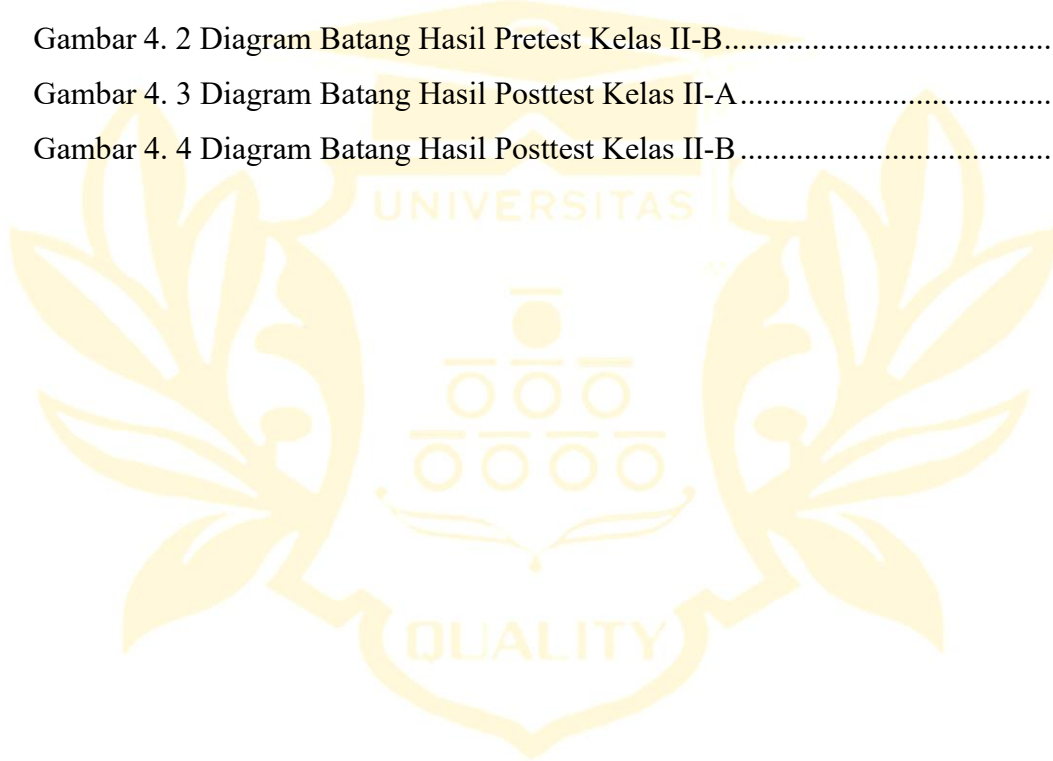 Gambar 4. 2 Diagram Batang Hasil Pretest Kelas II-B.........................................
Gambar 4. 3 Diagram Batang Hasil Posttest Kelas II-A.......................................
Gambar 4. 4 Diagram Batang Hasil Posttest Kelas II-B.......................................
UNIVERSITAS
QUALITY